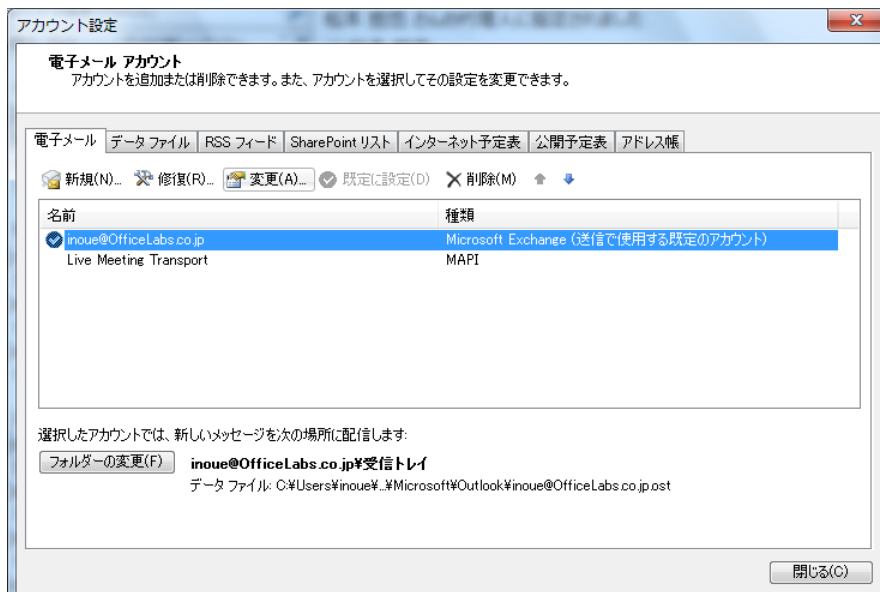 アカウント設定
電子メール アカウント
アカウントを追加または削除できます。また、アカウントを選択してその設定を変更できます。
電子メール データ ファイル RSS フィード SharePoint リスト インターネット予定表 公開予定表 アドレス帳
新規(N)... 修復(R)... 変更(A)... 既定に設定(D) 削除(M)
名前 種類
inoue@OfficeLabs.co.jp Microsoft Exchange (送信で使用する既定のアカウント)
Live Meeting Transport MAPI
選択したアカウントでは、新しいメッセージを次の場所に配信します:
フォルダーの変更(F) inoue@OfficeLabs.co.jp¥受信トレイ
データ ファイル: C:¥Users¥inoue¥...¥Microsoft¥Outlook¥inoue@OfficeLabs.co.jp.ost
閉じる(C)